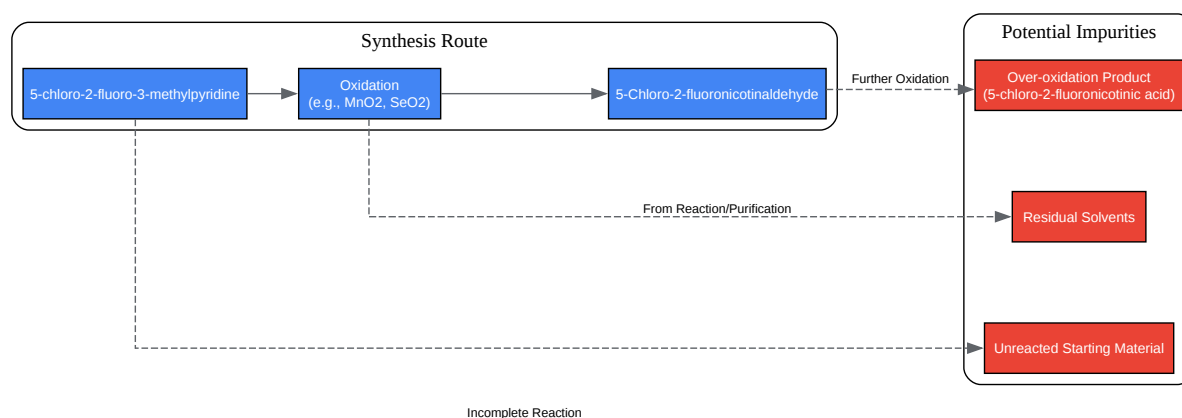 Synthesis Route
5-chloro-2-fluoro-3-methylpyridine
Oxidation
(e.g., MnO2, SeO2)
5-Chloro-2-fluoronicotinaldehyde
Further Oxidation
Potential Impurities
Over-oxidation Product
(5-chloro-2-fluoronicotinic acid)
From Reaction/Purification
Residual Solvents
Unreacted Starting Material
Incomplete Reaction